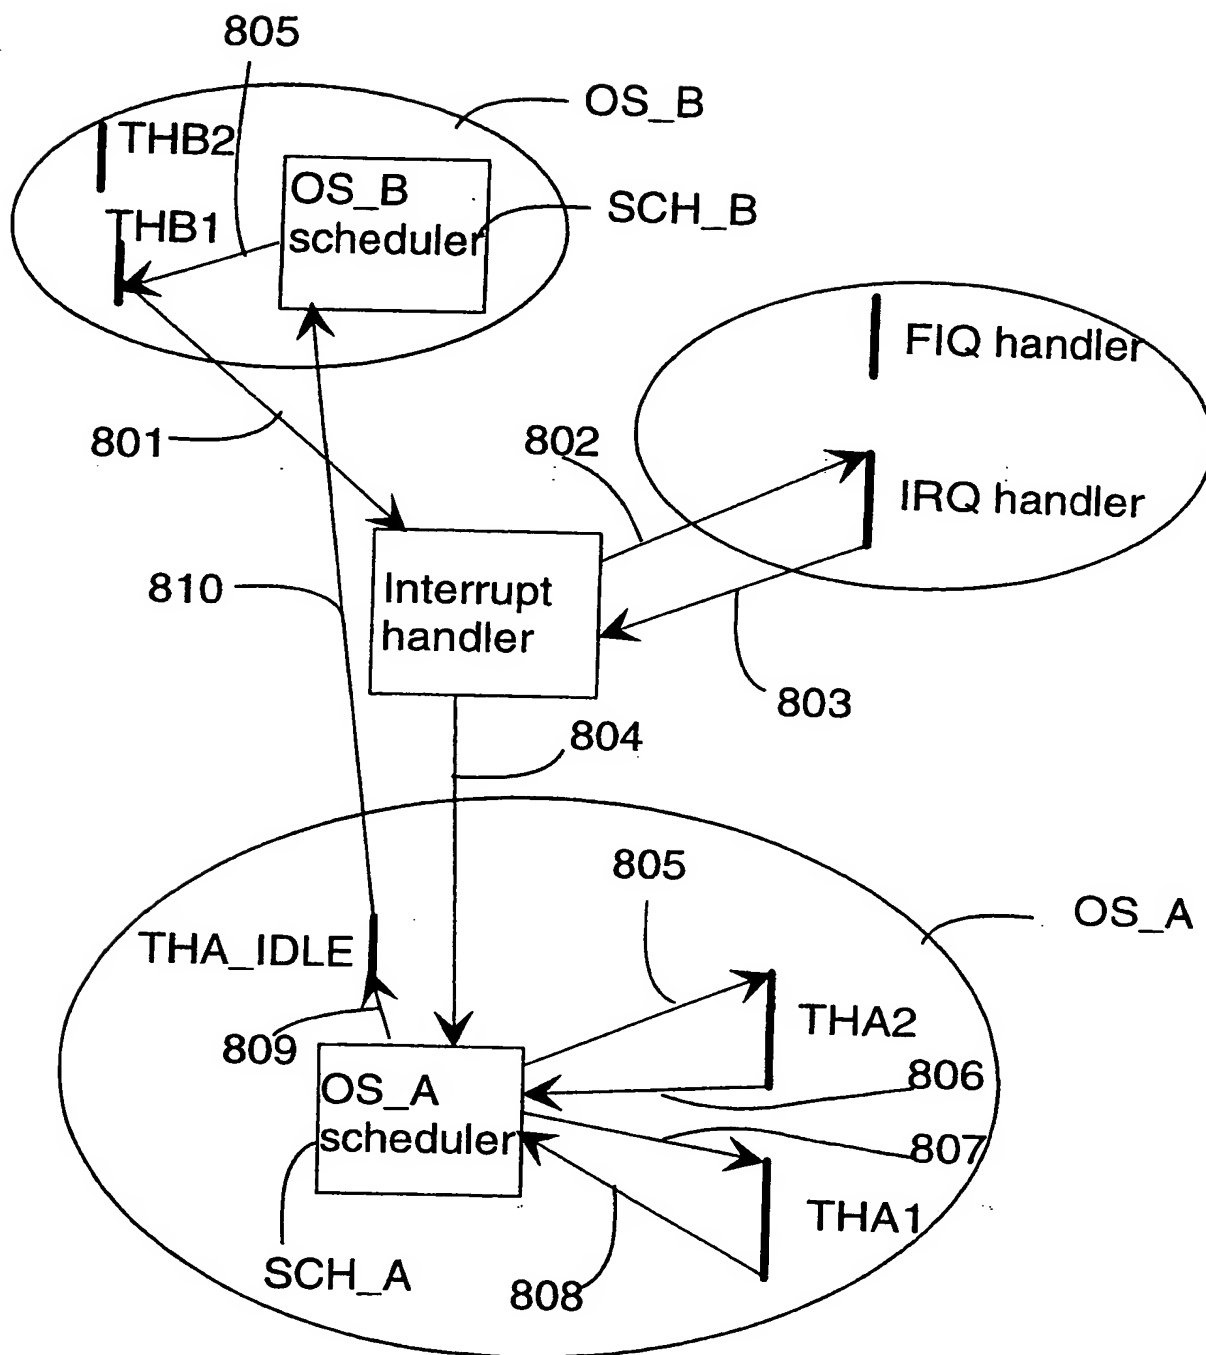 805
OS_B
THB2
OS_B
scheduler
SCH_B
THB1
FIQ handler
801
802
IRQ handler
810
Interrupt
handler
803
804
805
OS_A
THA_IDLE
THA2
809
806
OS_A
scheduler
807
THA1
SCH_A
808